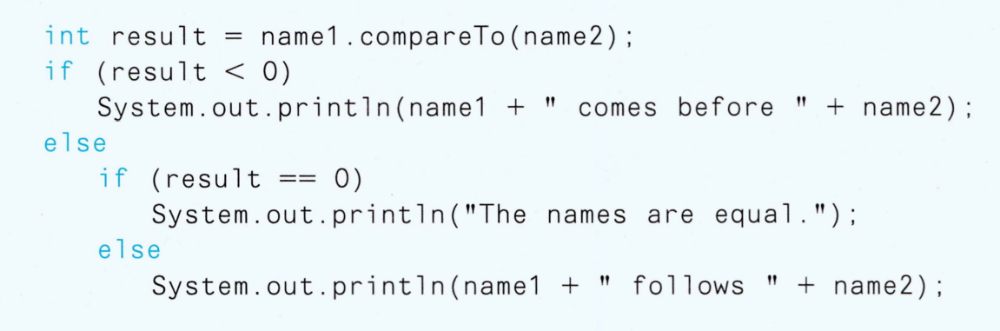 int result = name1.compareTo(name2);
if (result < 0)
System.out.println(name1 + " comes before " + name2);
else
if (result == 0)
System.out.println("The names are equal.");
else
System.out.println(name1 + " follows " + name2);